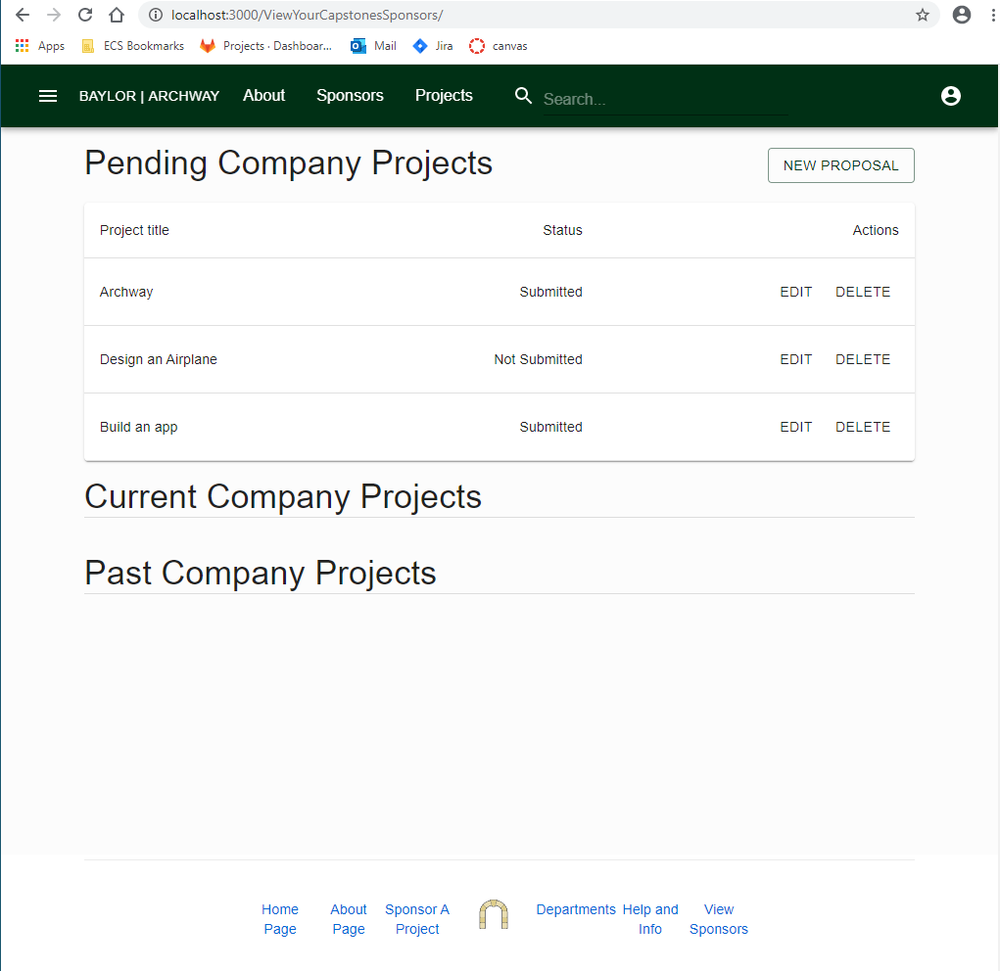 localhost:3000/ViewYourCapstonesSponsors/
Apps ECS Bookmarks Projects · Dashboar... Mail Jira canvas
BAYLOR | ARCHWAY About Sponsors Projects Search...
Pending Company Projects NEW PROPOSAL
Project title Status Actions
Archway Submitted EDIT DELETE
Design an Airplane Not Submitted EDIT DELETE
Build an app Submitted EDIT DELETE
Current Company Projects
Past Company Projects
Home About Sponsor A Departments Help and View
Page Page Project Info Sponsors